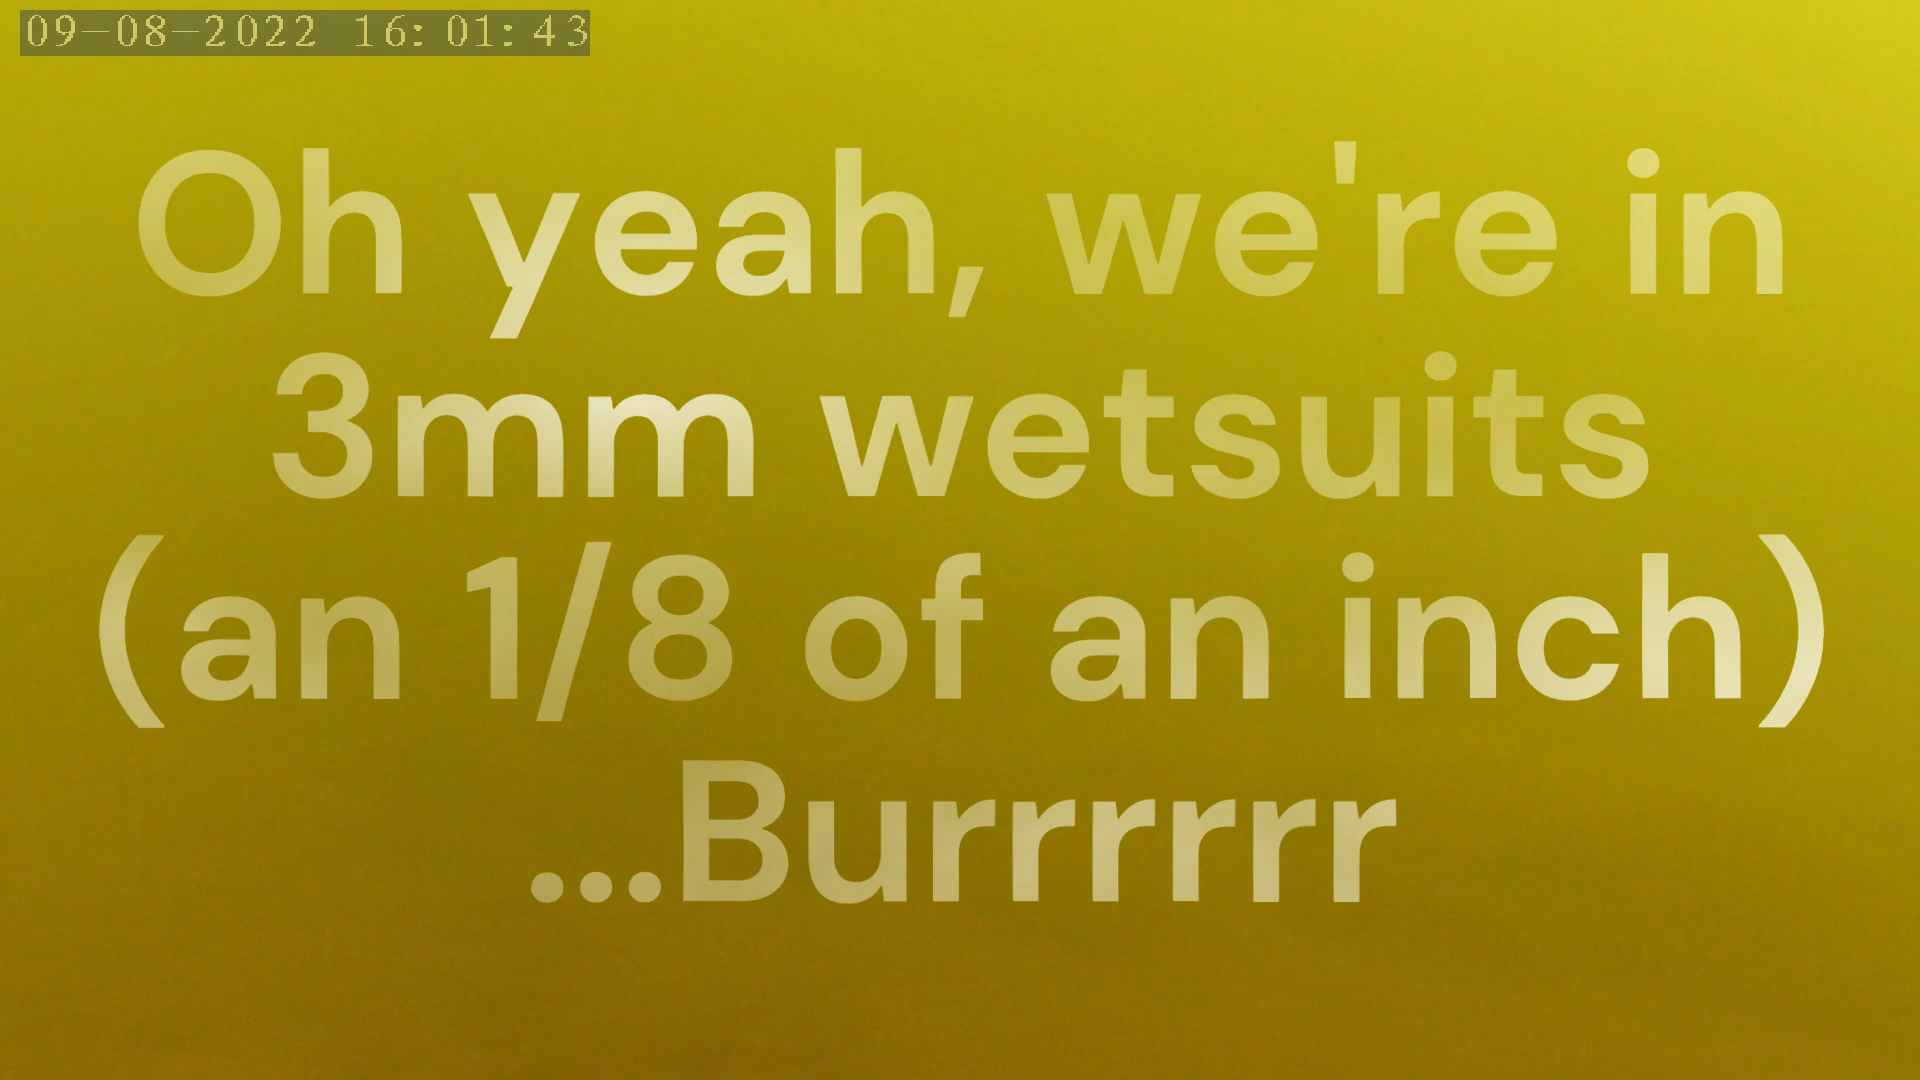 09-08-2022 16:01:43
Oh yeah, we're in
3mm wetsuits
(an 1/8 of an inch)
...Burrrrrr